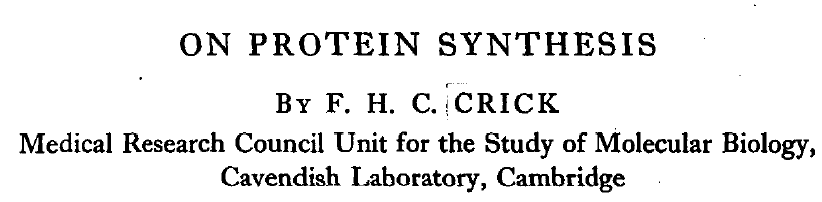 ON PROTEIN SYNTHESIS
By F. H. C. CRICK
Medical Research Council Unit for the Study of Molecular Biology,
Cavendish Laboratory, Cambridge